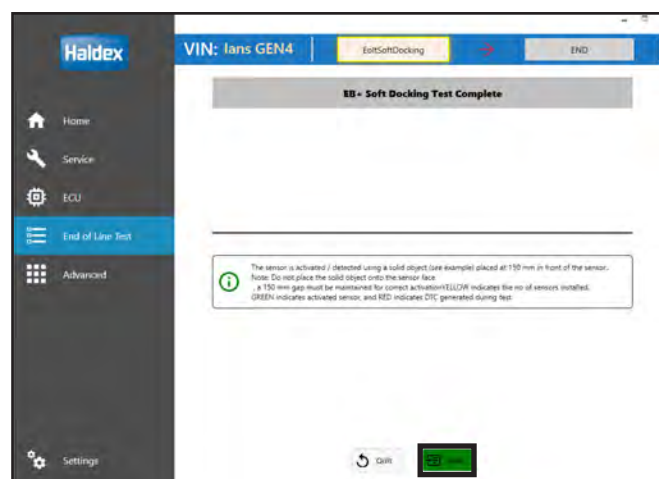 Haldex
VIN: Ians GEN4
EoltSoftDocking
END
EB+ Soft Docking Test Complete
Home
Service
ECU
End of Line Test
Advanced
The sensor is activated / detected using a solid object (see example) placed at 150 mm in front of the sensor.
Note: Do not place the solid object onto the sensor face
, a 150 mm gap must be maintained for correct activationYELLOW indicates the no of sensors installed,
GREEN indicates activated sensor, and RED indicates DTC generated during test
Settings
Quit